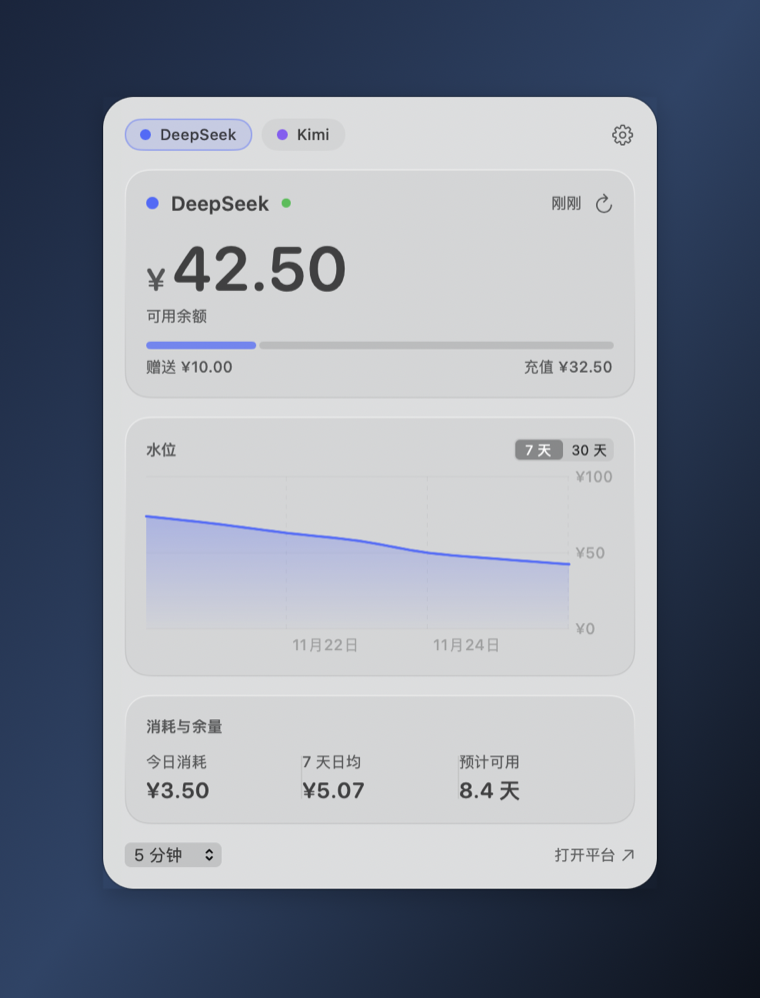 DeepSeek Kimi
DeepSeek 刚刚
¥42.50
可用余额
赠送 ¥10.00 充值 ¥32.50
水位 7 天 30 天
¥100
¥50
¥0
11月22日 11月24日
消耗与余量
今日消耗 7 天日均 预计可用
¥3.50 ¥5.07 8.4 天
5 分钟 打开平台